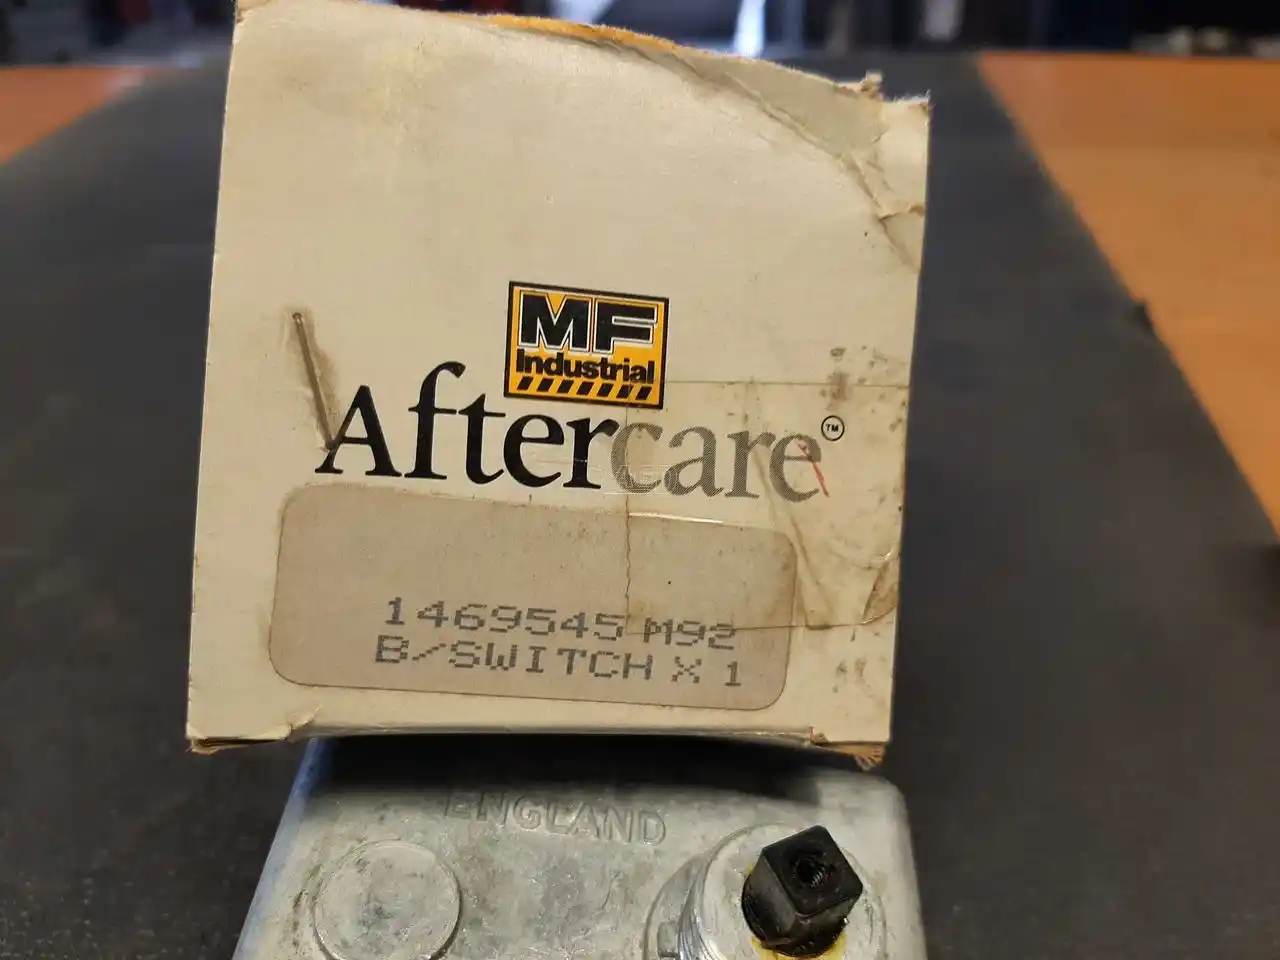 MF
Industrial
Aftercare™
1469545 M92
B/SWITCH X 1
ENGLAND